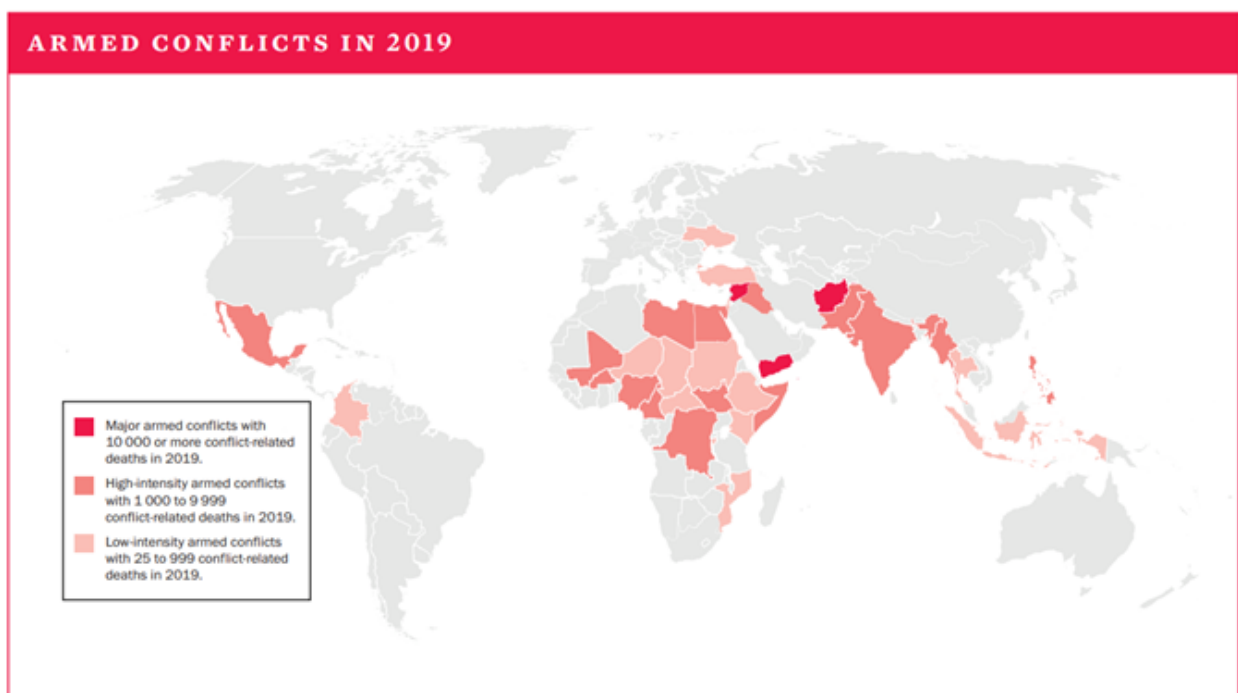 ARMED CONFLICTS IN 2019
Major armed conflicts with
10 000 or more conflict-related
deaths in 2019.
High-intensity armed conflicts
with 1 000 to 9 999
conflict-related deaths in 2019.
Low-intensity armed conflicts
with 25 to 999 conflict-related
deaths in 2019.